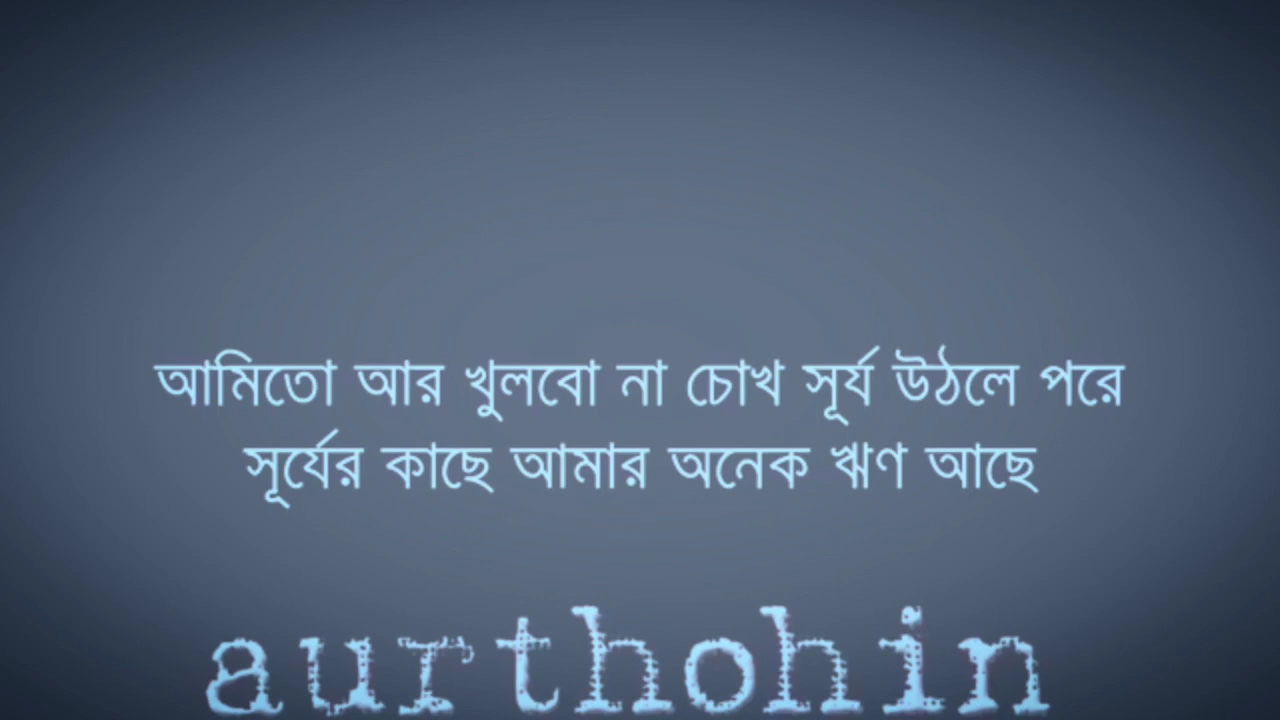 আমিতো আর খুলবো না চোখ সূর্য উঠলে পরে
সূর্যের কাছে আমার অনেক ঋণ আছে
aurthohin